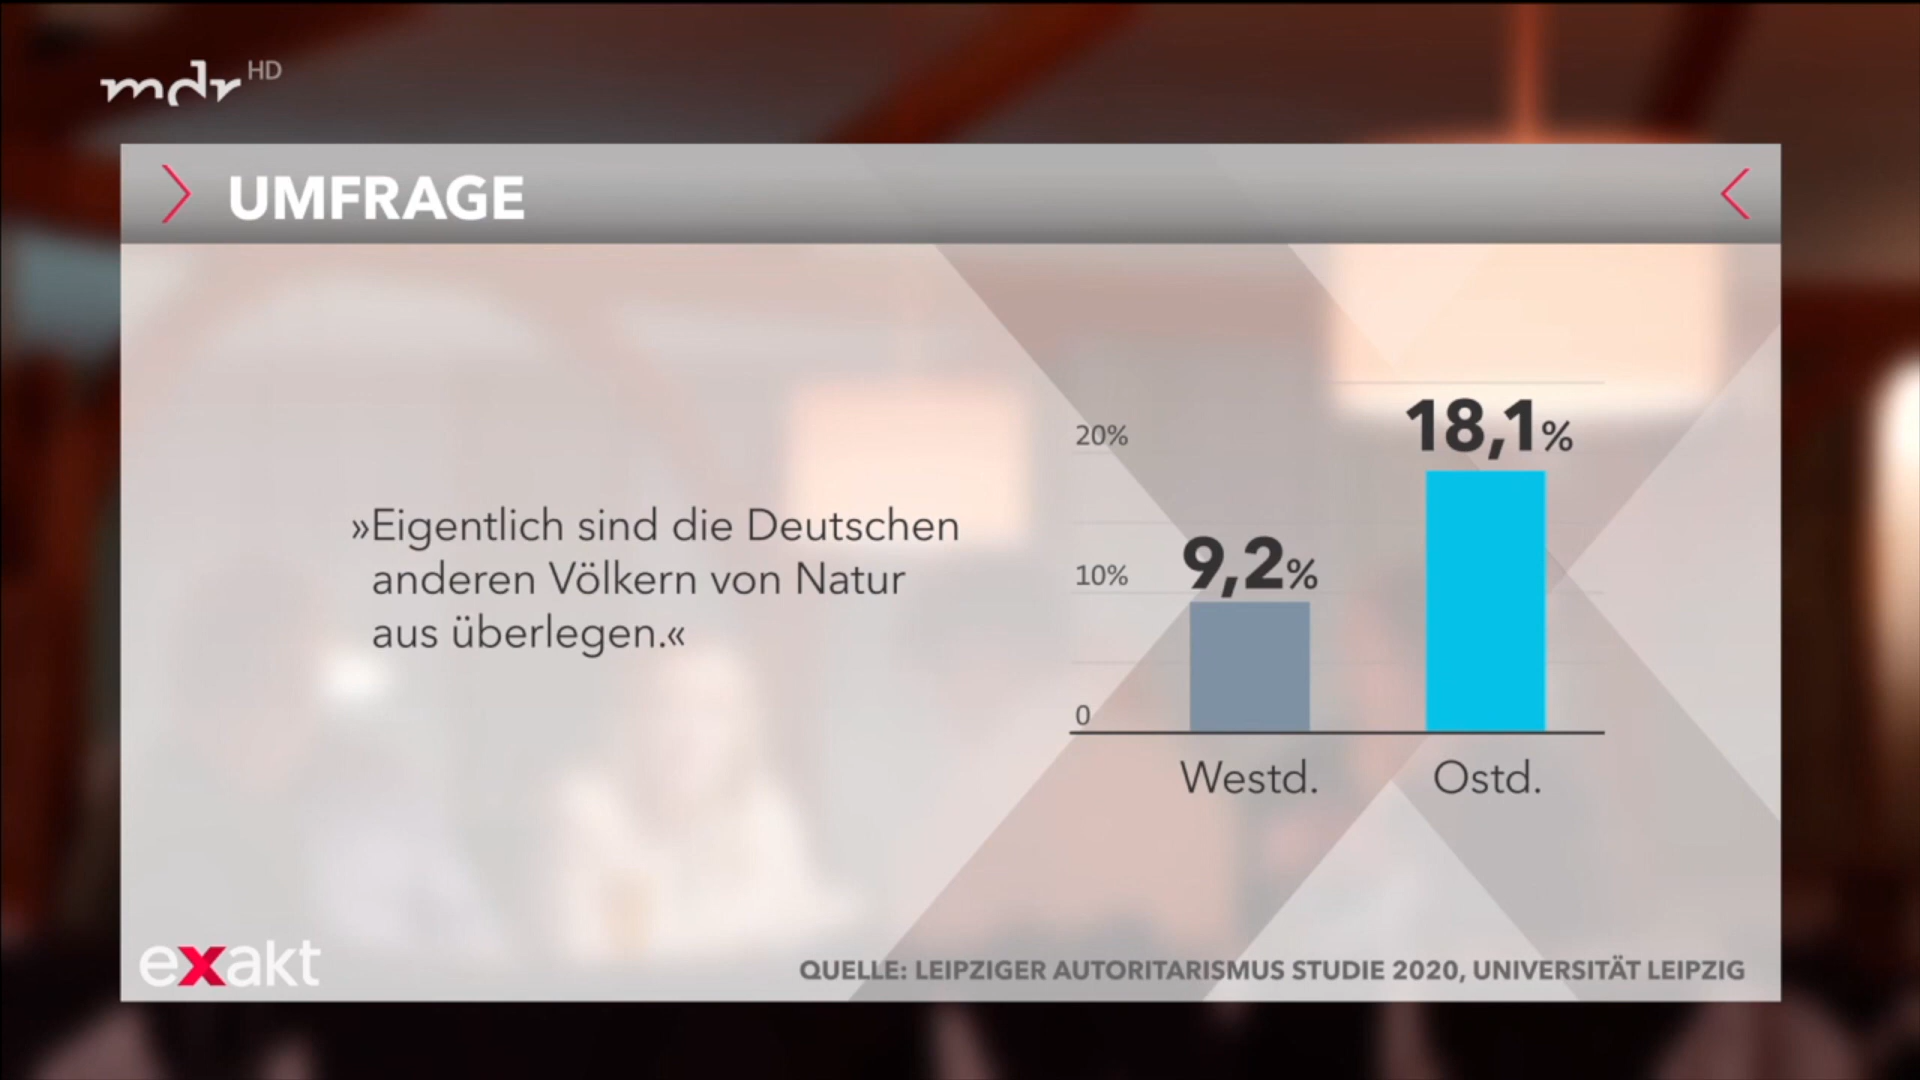 mdr HD
UMFRAGE
»Eigentlich sind die Deutschen
anderen Völkern von Natur
aus überlegen.«
20%
10%
0
9,2%
18,1%
Westd.
Ostd.
exakt
QUELLE: LEIPZIGER AUTORITARISMUS STUDIE 2020, UNIVERSITÄT LEIPZIG